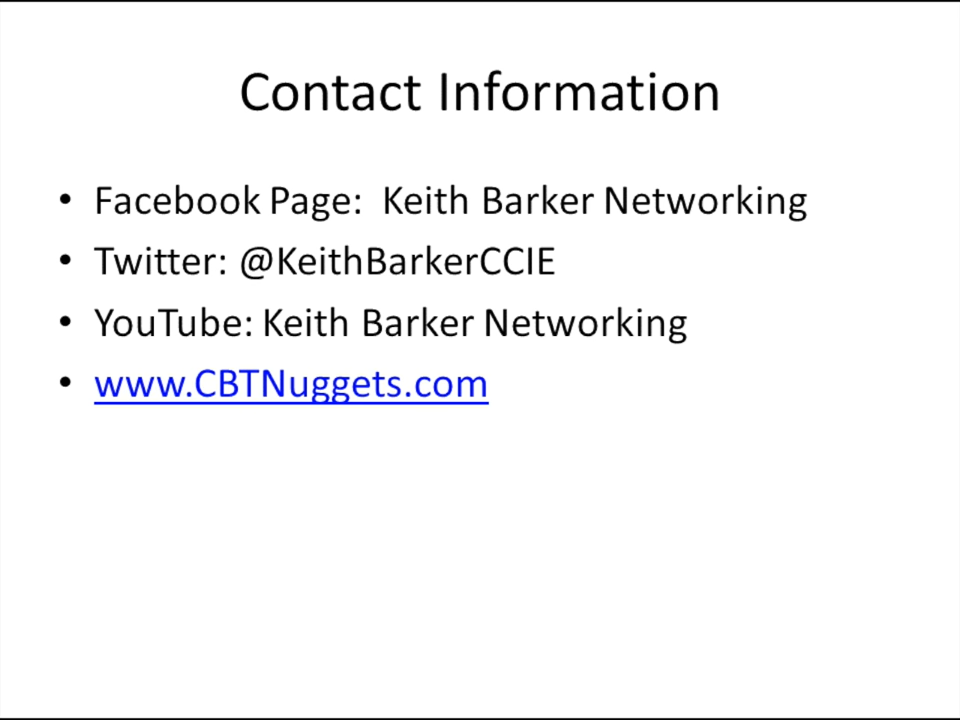 Contact Information
• Facebook Page:  Keith Barker Networking
• Twitter: @KeithBarkerCCIE
• YouTube: Keith Barker Networking
• www.CBTNuggets.com